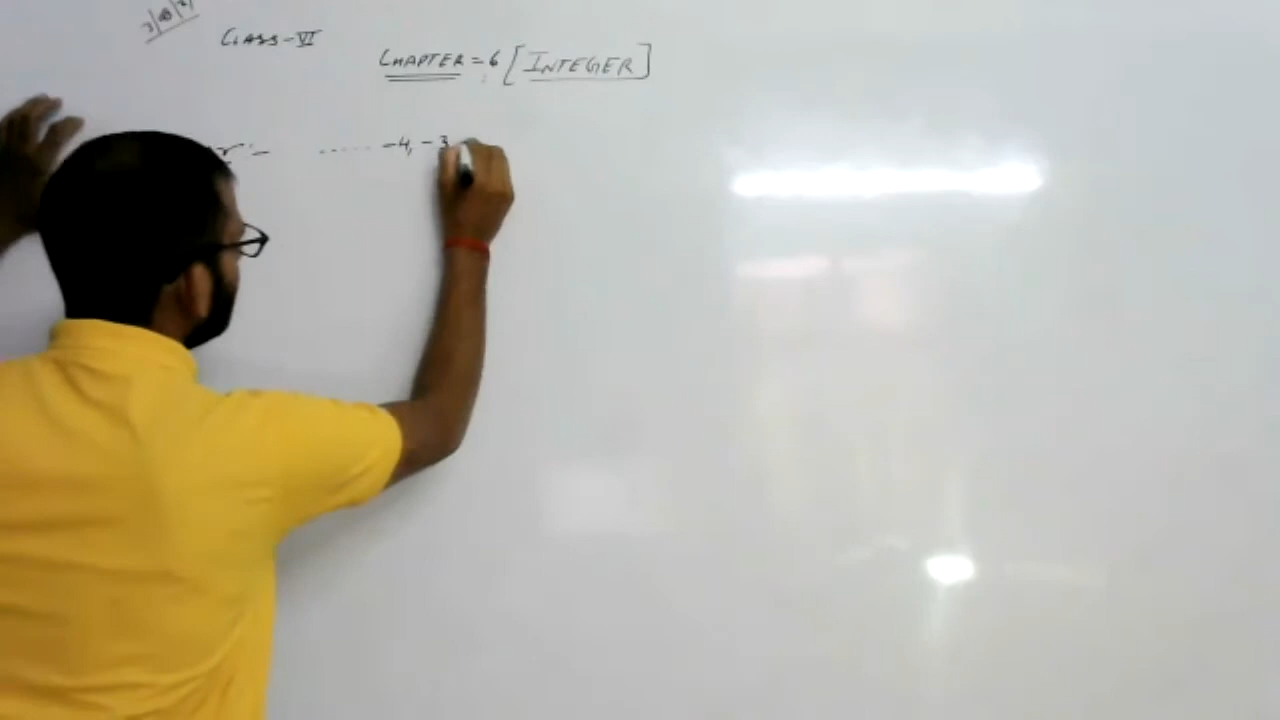 CLASS-VI
CHAPTER = 6 [INTEGER]
r :- ..... -4, -3